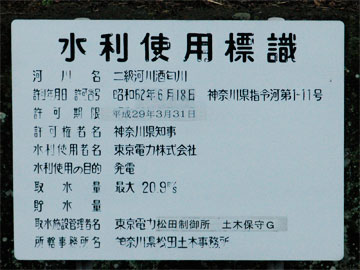 水利使用標識
河川名 二級河川酒匂川
許可年月日 許可番号 昭和62年6月18日 神奈川県指令河第1-11号
許可期限 平成29年3月31日
許可権者名 神奈川県知事
水利使用者名 東京電力株式会社
水利使用の目的 発電
取水量 最大 20.9㎥/s
貯水量
取水施設管理者名 東京電力松田制御所 土木保守G
所轄事務所名 神奈川県松田土木事務所